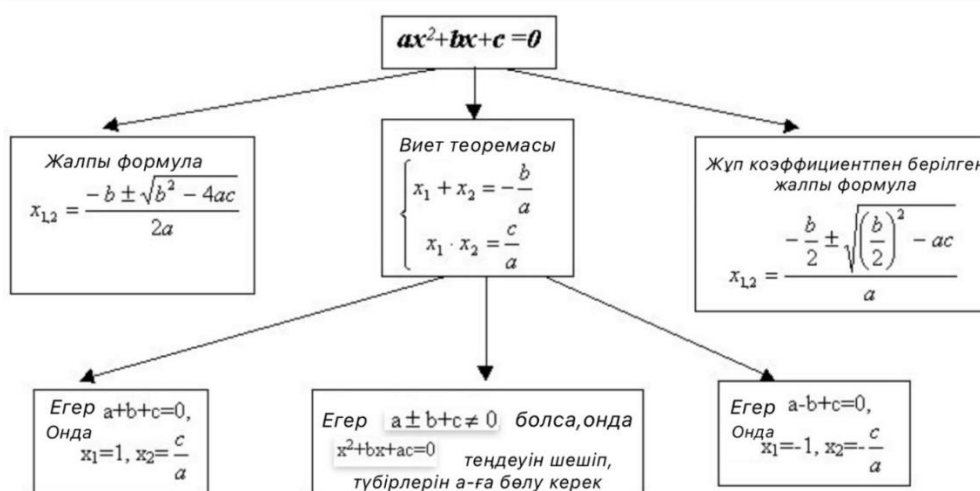 ax²+bx+c=0
Жалпы формула
x₁,₂ = (-b ± √(b² - 4ac)) / 2a
Виет теоремасы
{ x₁ + x₂ = -b/a
x₁ · x₂ = c/a
Жұп коэффициентпен берілген
жалпы формула
x₁,₂ = (-b/2 ± √((b/2)² - ac)) / a
Егер a+b+c=0,
Онда
x₁=1, x₂=c/a
Егер a±b+c≠0 болса,онда
x²+bx+ac=0 теңдеуін шешіп,
түбірлерін а-ға бөлу керек
Егер a-b+c=0,
Онда
x₁=-1, x₂=-c/a